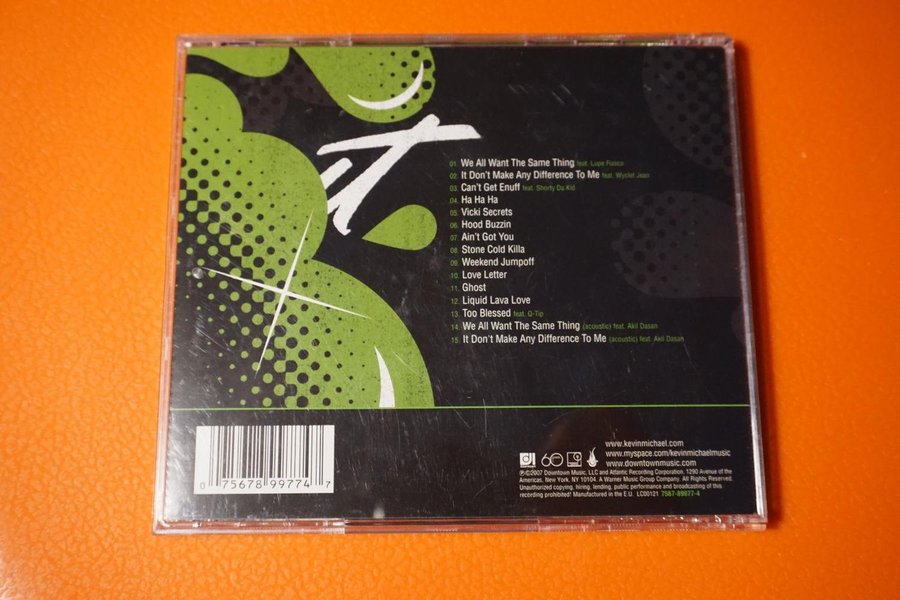 it
01. We All Want The Same Thing feat. Lupe Fiasco
02. It Don't Make Any Difference To Me feat. Wyclef Jean
03. Can't Get Enuff feat. Shorty Da Kid
04. Ha Ha Ha
05. Vicki Secrets
06. Hood Buzzin
07. Ain't Got You
08. Stone Cold Killa
09. Weekend Jumpoff
10. Love Letter
11. Ghost
12. Liquid Lava Love
13. Too Blessed feat. Q-Tip
14. We All Want The Same Thing (acoustic) feat. Akil Dasan
15. It Don't Make Any Difference To Me (acoustic) feat. Akil Dasan
0 75678 99774 7
www.kevinmichael.com
www.myspace.com/kevinmichaelmusic
www.downtownmusic.com
℗©2007 Downtown Music, LLC and Atlantic Recording Corporation. 1290 Avenue of the
Americas, New York, NY 10104. A Warner Music Group Company. All Rights Reserved.
Unauthorized copying, hiring, lending, public performance and broadcasting of this
recording prohibited! Manufactured in the E.U. LC00121 7567-89977-4